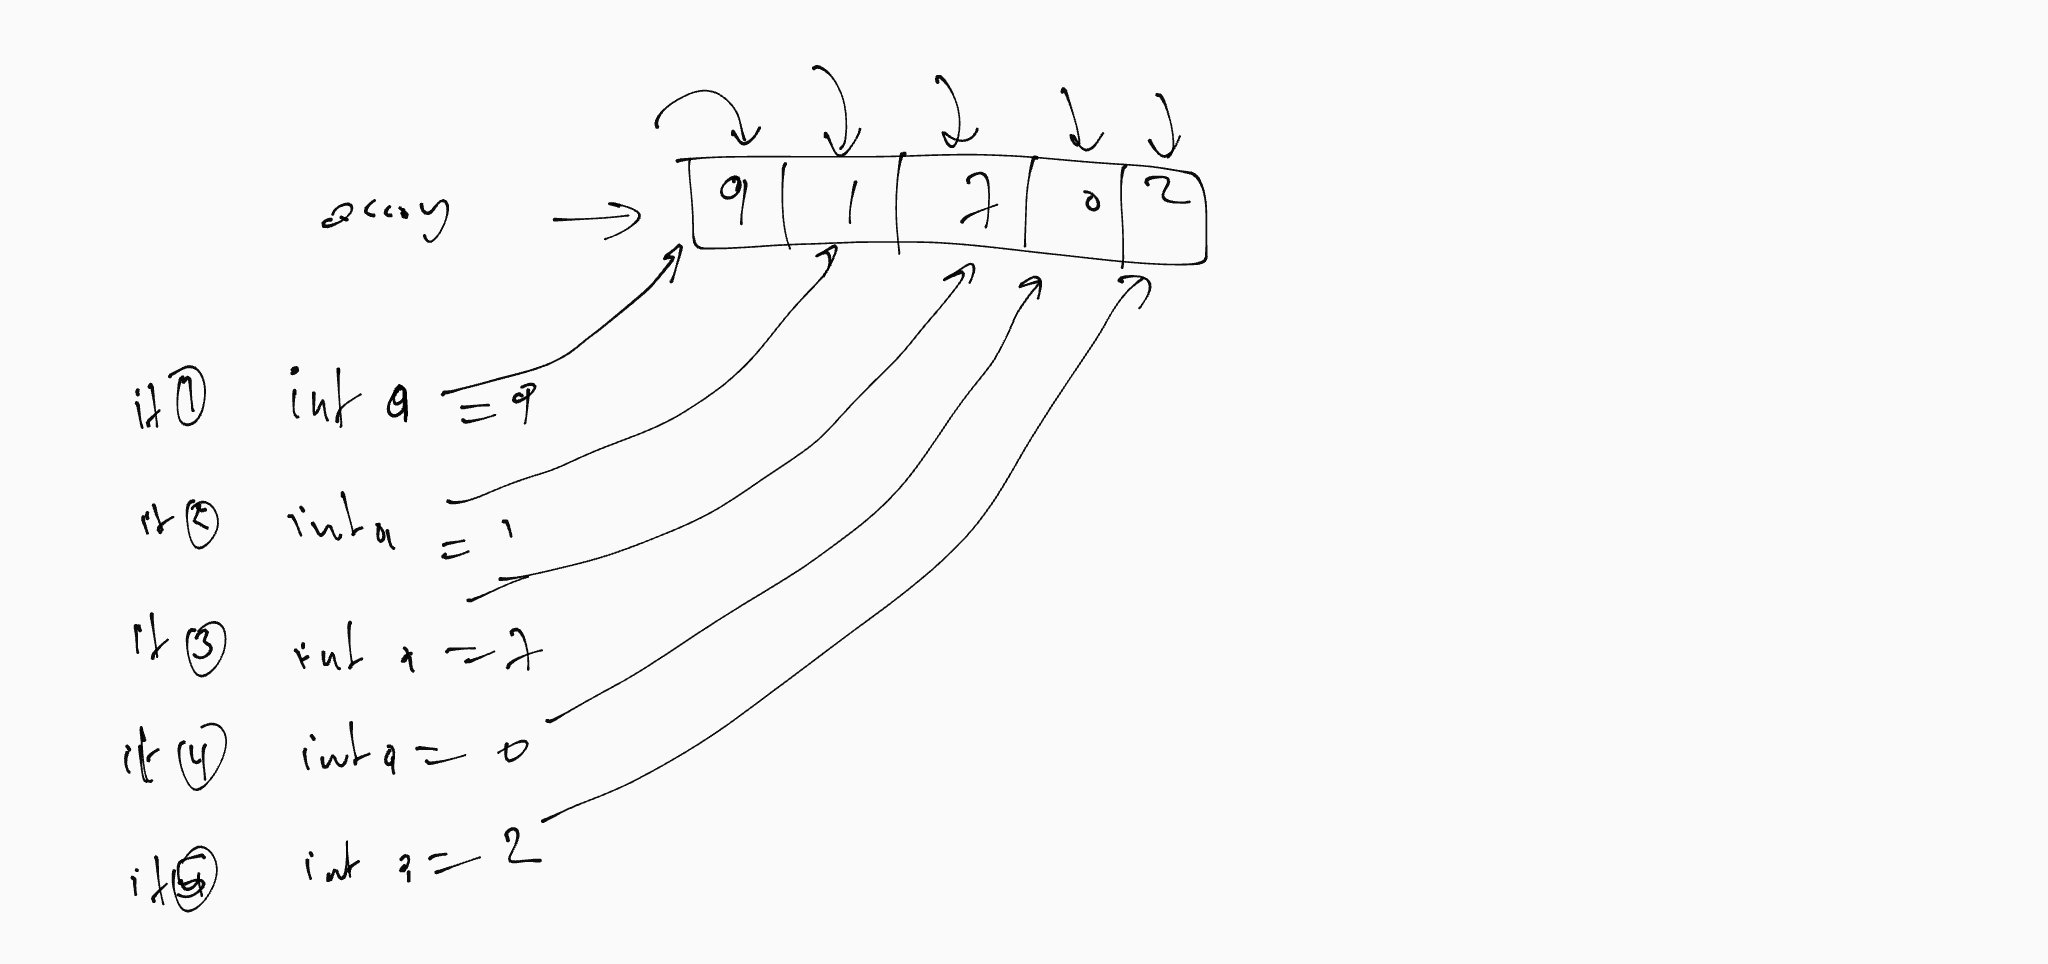 array → 9 1 7 0 2
it ① int a = 9
it ② int a = 1
it ③ int a = 7
it ④ int a = 0
it ⑤ int a = 2